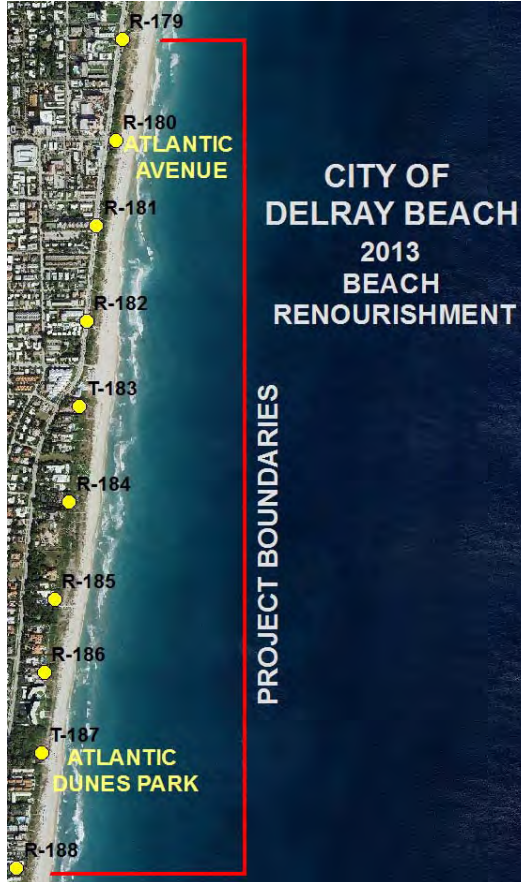 R-179
R-180
ATLANTIC
AVENUE
CITY OF
DELRAY BEACH
2013
BEACH
RENOURISHMENT
R-181
R-182
T-183
R-184
R-185
PROJECT BOUNDARIES
R-186
T-187
ATLANTIC
DUNES PARK
R-188